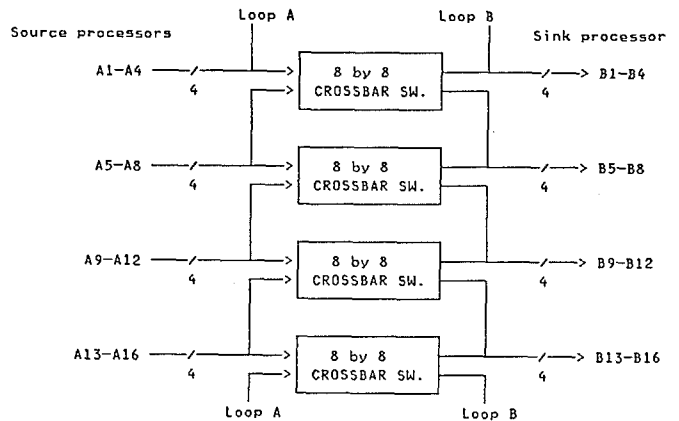 Loop A
Loop B
Source processors
Sink processor
A1-A4
4
8 by 8
CROSSBAR SW.
4
B1-B4
A5-A8
4
8 by 8
CROSSBAR SW.
4
B5-B8
A9-A12
4
8 by 8
CROSSBAR SW.
4
B9-B12
A13-A16
4
8 by 8
CROSSBAR SW.
4
B13-B16
Loop A
Loop B